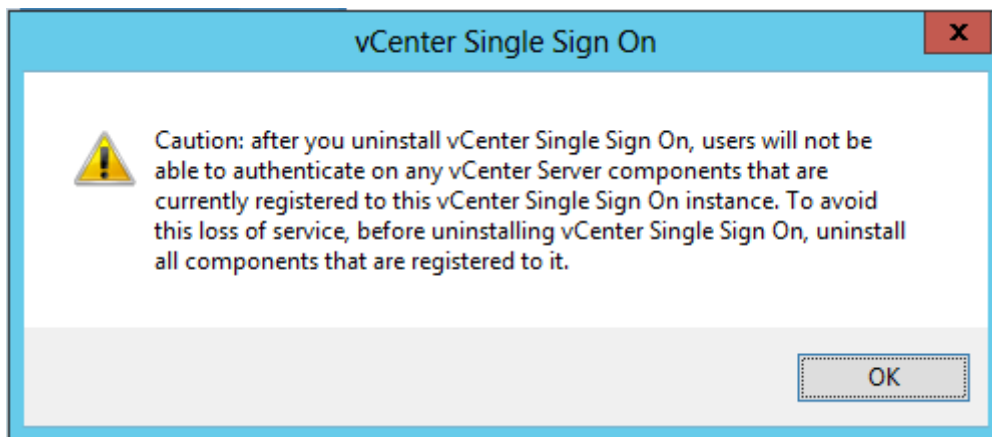 vCenter Single Sign On
x
Caution: after you uninstall vCenter Single Sign On, users will not be
able to authenticate on any vCenter Server components that are
currently registered to this vCenter Single Sign On instance. To avoid
this loss of service, before uninstalling vCenter Single Sign On, uninstall
all components that are registered to it.
OK